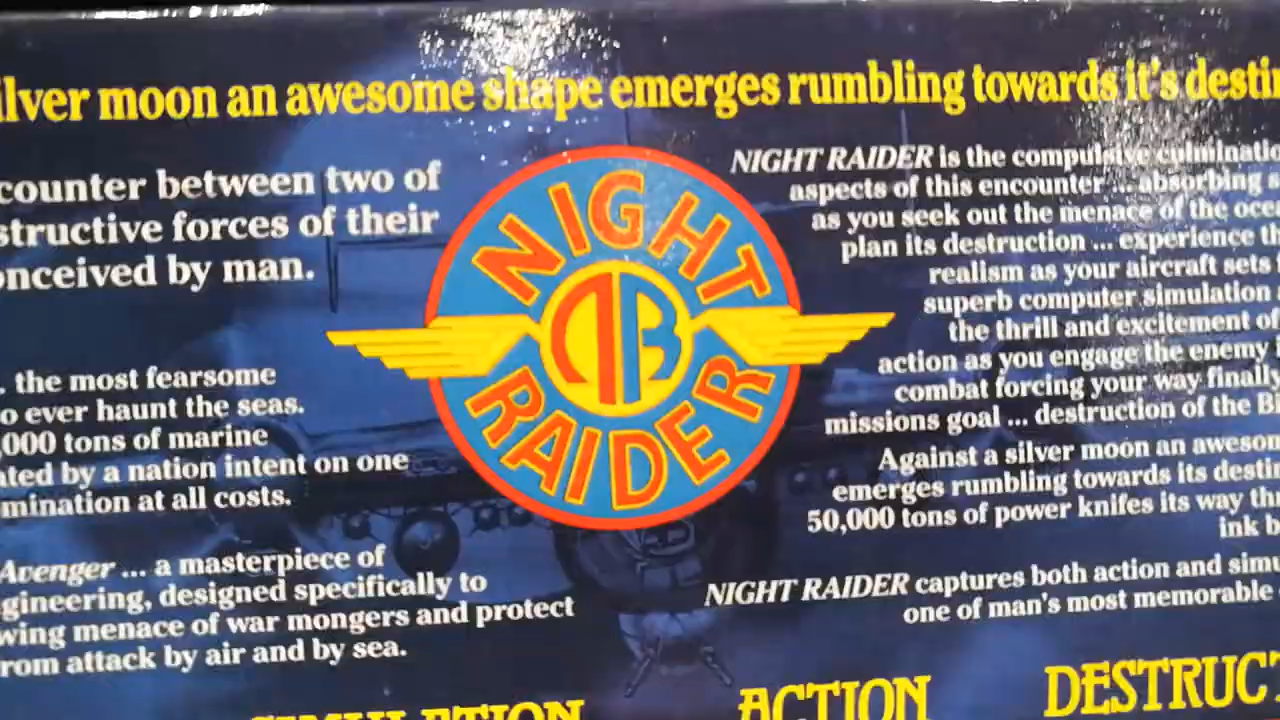 ilver moon an awesome shape emerges rumbling towards it's destin
counter between two of
structive forces of their
onceived by man.
. the most fearsome
o ever haunt the seas.
,000 tons of marine
ated by a nation intent on one
mination at all costs.
Avenger ... a masterpiece of
gineering, designed specifically to
wing menace of war mongers and protect
rom attack by air and by sea.
NIGHT
RAIDER
NIGHT RAIDER is the compulsive culminatio
aspects of this encounter ... absorbing a
as you seek out the menace of the oce
plan its destruction ... experience th
realism as your aircraft sets f
superb computer simulation
the thrill and excitement of
action as you engage the enemy i
combat forcing your way finally
missions goal ... destruction of the B
Against a silver moon an awesom
emerges rumbling towards its destin
50,000 tons of power knifes its way th
ink b
NIGHT RAIDER captures both action and simu
one of man's most memorable
SIMULATION ACTION DESTRUCT